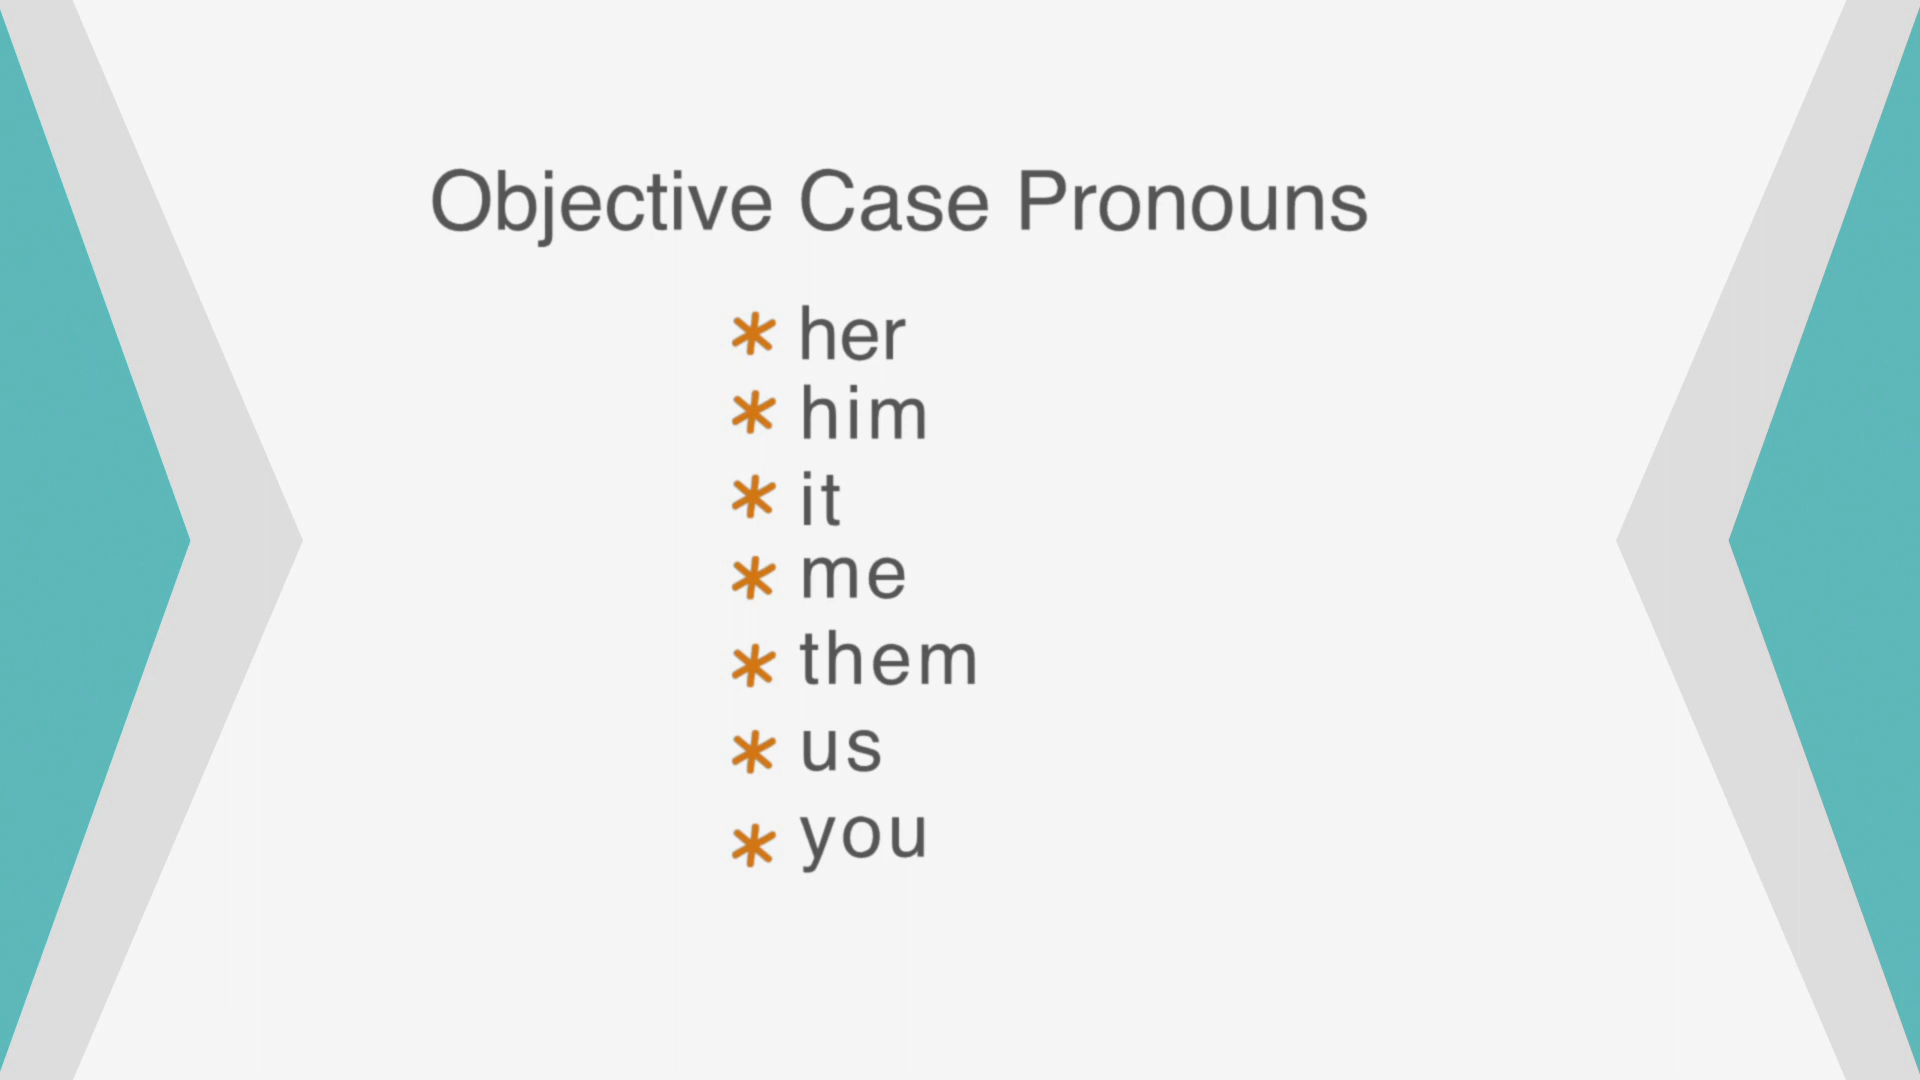 Objective Case Pronouns
* her
* him
* it
* me
* them
* us
* you